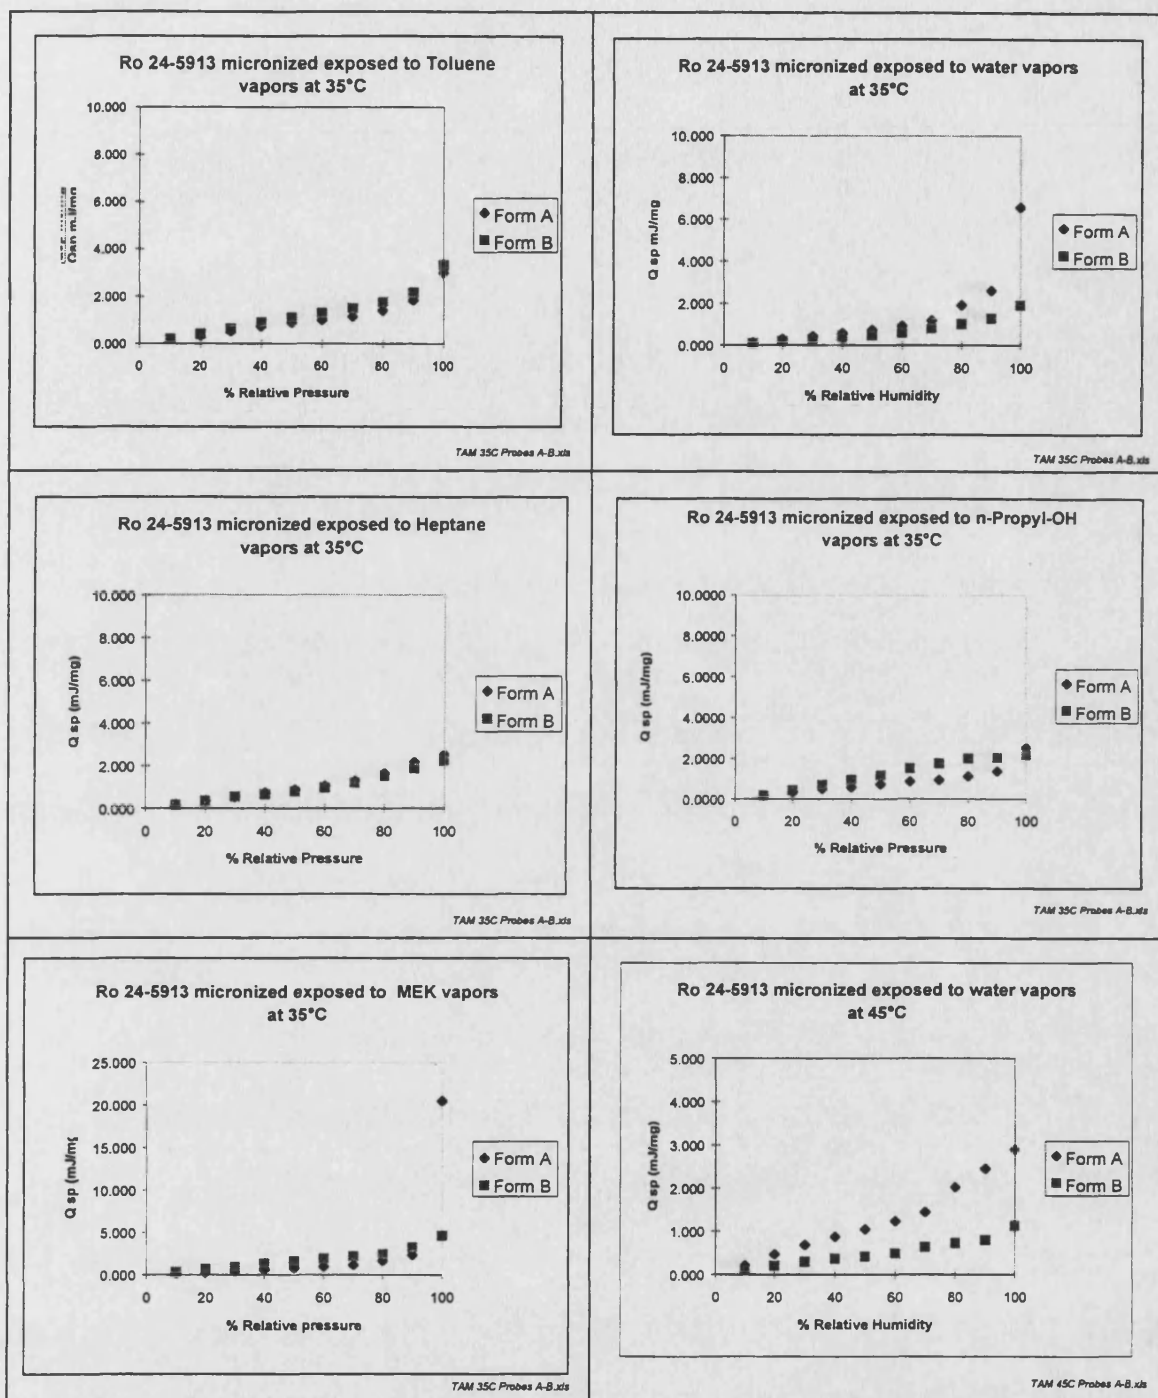 Ro 24-5913 micronized exposed to Toluene
vapors at 35°C
10.000
8.000
6.000
4.000
2.000
0.000
Qsp mJ/mg
0
20
40
60
80
100
% Relative Pressure
Form A
Form B
TAM 35C Probes A-B.xls
Ro 24-5913 micronized exposed to water vapors
at 35°C
10.000
8.000
6.000
4.000
2.000
0.000
Q sp mJ/mg
0
20
40
60
80
100
% Relative Humidity
Form A
Form B
TAM 35C Probes A-B.xls
Ro 24-5913 micronized exposed to Heptane
vapors at 35°C
10.000
8.000
6.000
4.000
2.000
0.000
Q sp (mJ/mg)
0
20
40
60
80
100
% Relative Pressure
Form A
Form B
TAM 35C Probes A-B.xls
Ro 24-5913 micronized exposed to n-Propyl-OH
vapors at 35°C
10.0000
8.0000
6.0000
4.0000
2.0000
0.0000
Q sp (mJ/mg)
0
20
40
60
80
100
% Relative Pressure
Form A
Form B
TAM 35C Probes A-B.xls
Ro 24-5913 micronized exposed to MEK vapors
at 35°C
25.000
20.000
15.000
10.000
5.000
0.000
Q sp (mJ/mg
0
20
40
60
80
100
% Relative pressure
Form A
Form B
TAM 35C Probes A-B.xls
Ro 24-5913 micronized exposed to water vapors
at 45°C
5.000
4.000
3.000
2.000
1.000
0.000
Q sp (mJ/mg)
0
20
40
60
80
100
% Relative Humidity
Form A
Form B
TAM 45C Probes A-B.xls